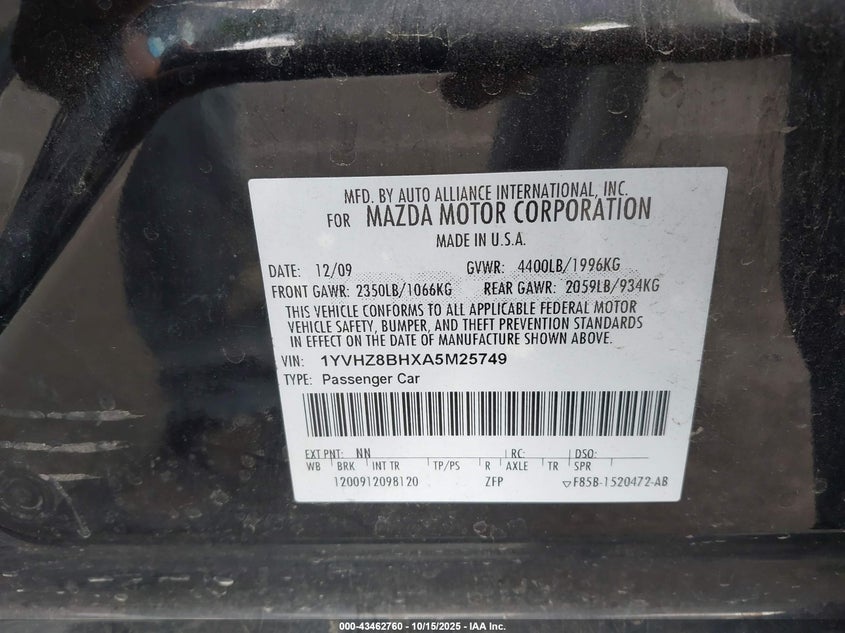 MFD. BY AUTO ALLIANCE INTERNATIONAL, INC.
FOR MAZDA MOTOR CORPORATION
MADE IN U.S.A.
DATE: 12/09 GVWR: 4400LB/1996KG
FRONT GAWR: 2350LB/1066KG REAR GAWR: 2059LB/934KG
THIS VEHICLE CONFORMS TO ALL APPLICABLE FEDERAL MOTOR
VEHICLE SAFETY, BUMPER, AND THEFT PREVENTION STANDARDS
IN EFFECT ON THE DATE OF MANUFACTURE SHOWN ABOVE.
VIN: 1YVHZ8BHXA5M25749
TYPE: Passenger Car
EXT PNT: NN RC: DSO:
WB BRK INT TR TP/PS R AXLE TR SPR
1200912098120 ZFP ▽F85B-1520472-AB
000-43462760 - 10/15/2025 - IAA Inc.